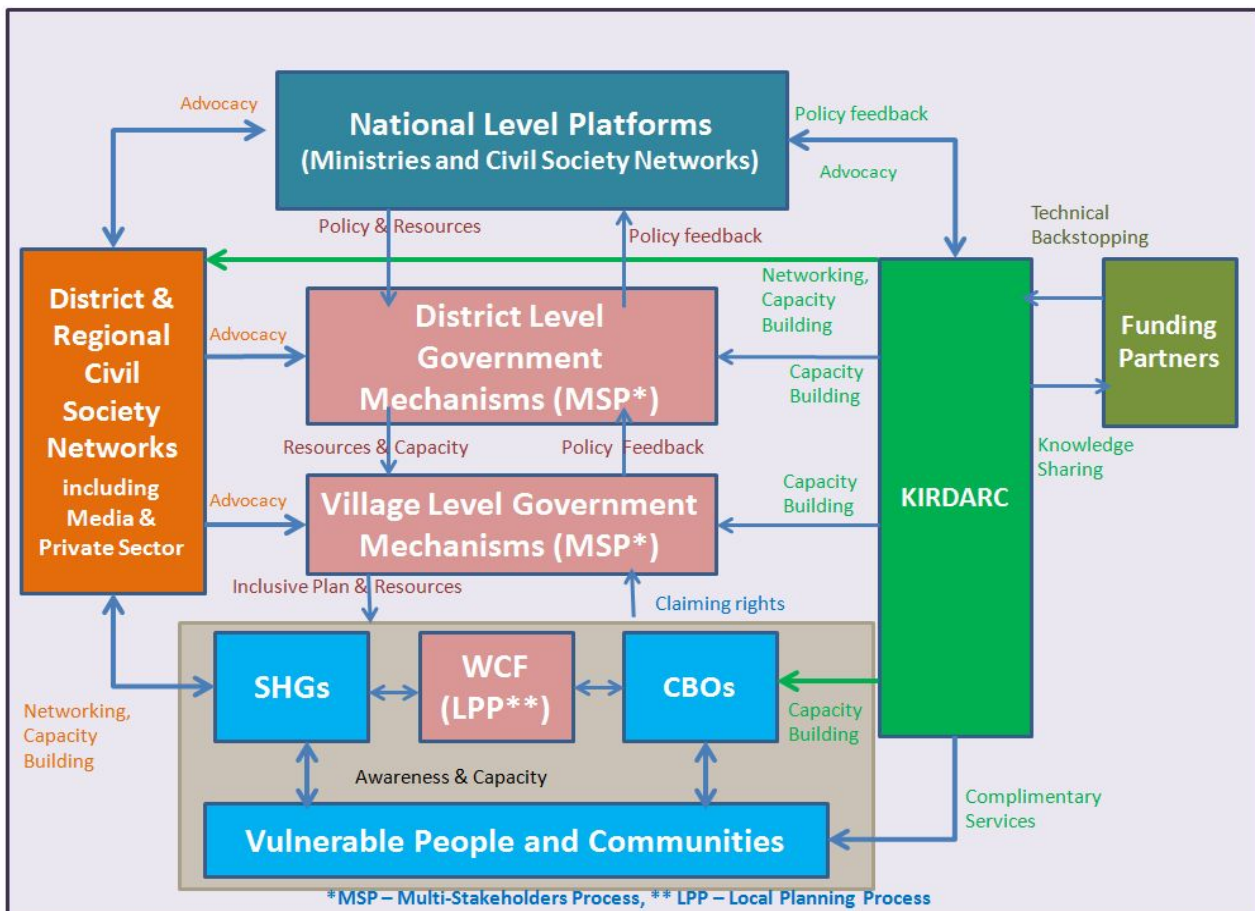 Advocacy
National Level Platforms
(Ministries and Civil Society Networks)
Policy feedback
Advocacy
Policy & Resources
Policy feedback
Technical
Backstopping
District &
Regional
Civil
Society
Networks
including
Media &
Private Sector
Advocacy
District Level
Government
Mechanisms (MSP*)
Networking,
Capacity
Building
Capacity
Building
KIRDARC
Funding
Partners
Knowledge
Sharing
Resources & Capacity
Policy Feedback
Advocacy
Village Level Government
Mechanisms (MSP*)
Capacity
Building
Inclusive Plan & Resources
Claiming rights
SHGs
WCF
(LPP**)
CBOs
Networking,
Capacity
Building
Capacity
Building
Awareness & Capacity
Vulnerable People and Communities
Complimentary
Services
*MSP – Multi-Stakeholders Process, ** LPP – Local Planning Process